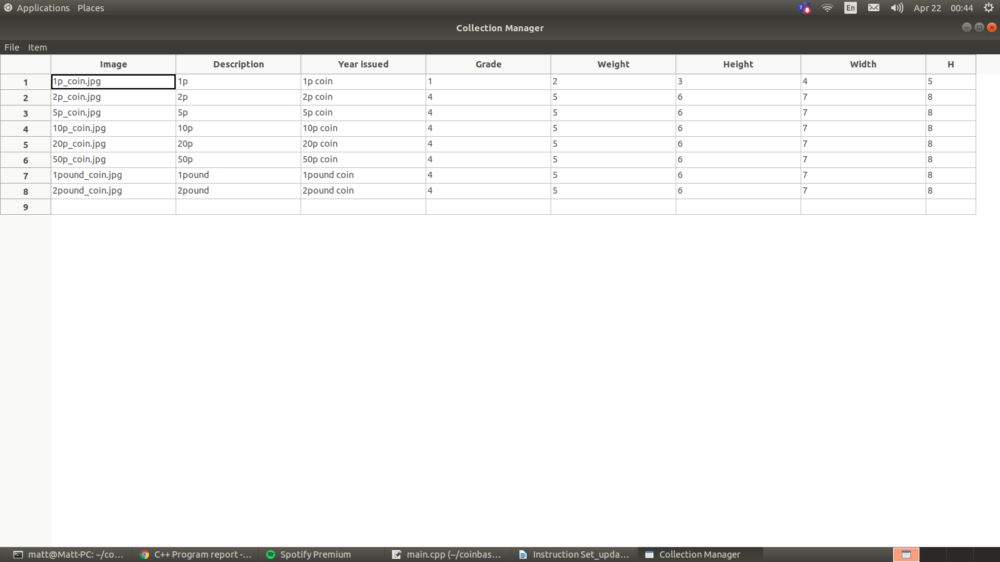 Applications Places En Apr 22 00:44
Collection Manager
File Item
Image Description Year issued Grade Weight Height Width H
1 1p_coin.jpg 1p 1p coin 1 2 3 4 5
2 2p_coin.jpg 2p 2p coin 4 5 6 7 8
3 5p_coin.jpg 5p 5p coin 4 5 6 7 8
4 10p_coin.jpg 10p 10p coin 4 5 6 7 8
5 20p_coin.jpg 20p 20p coin 4 5 6 7 8
6 50p_coin.jpg 50p 50p coin 4 5 6 7 8
7 1pound_coin.jpg 1pound 1pound coin 4 5 6 7 8
8 2pound_coin.jpg 2pound 2pound coin 4 5 6 7 8
9
matt@Matt-PC: ~/co... C++ Program report -... Spotify Premium main.cpp (~/coinbas... Instruction Set_upda... Collection Manager